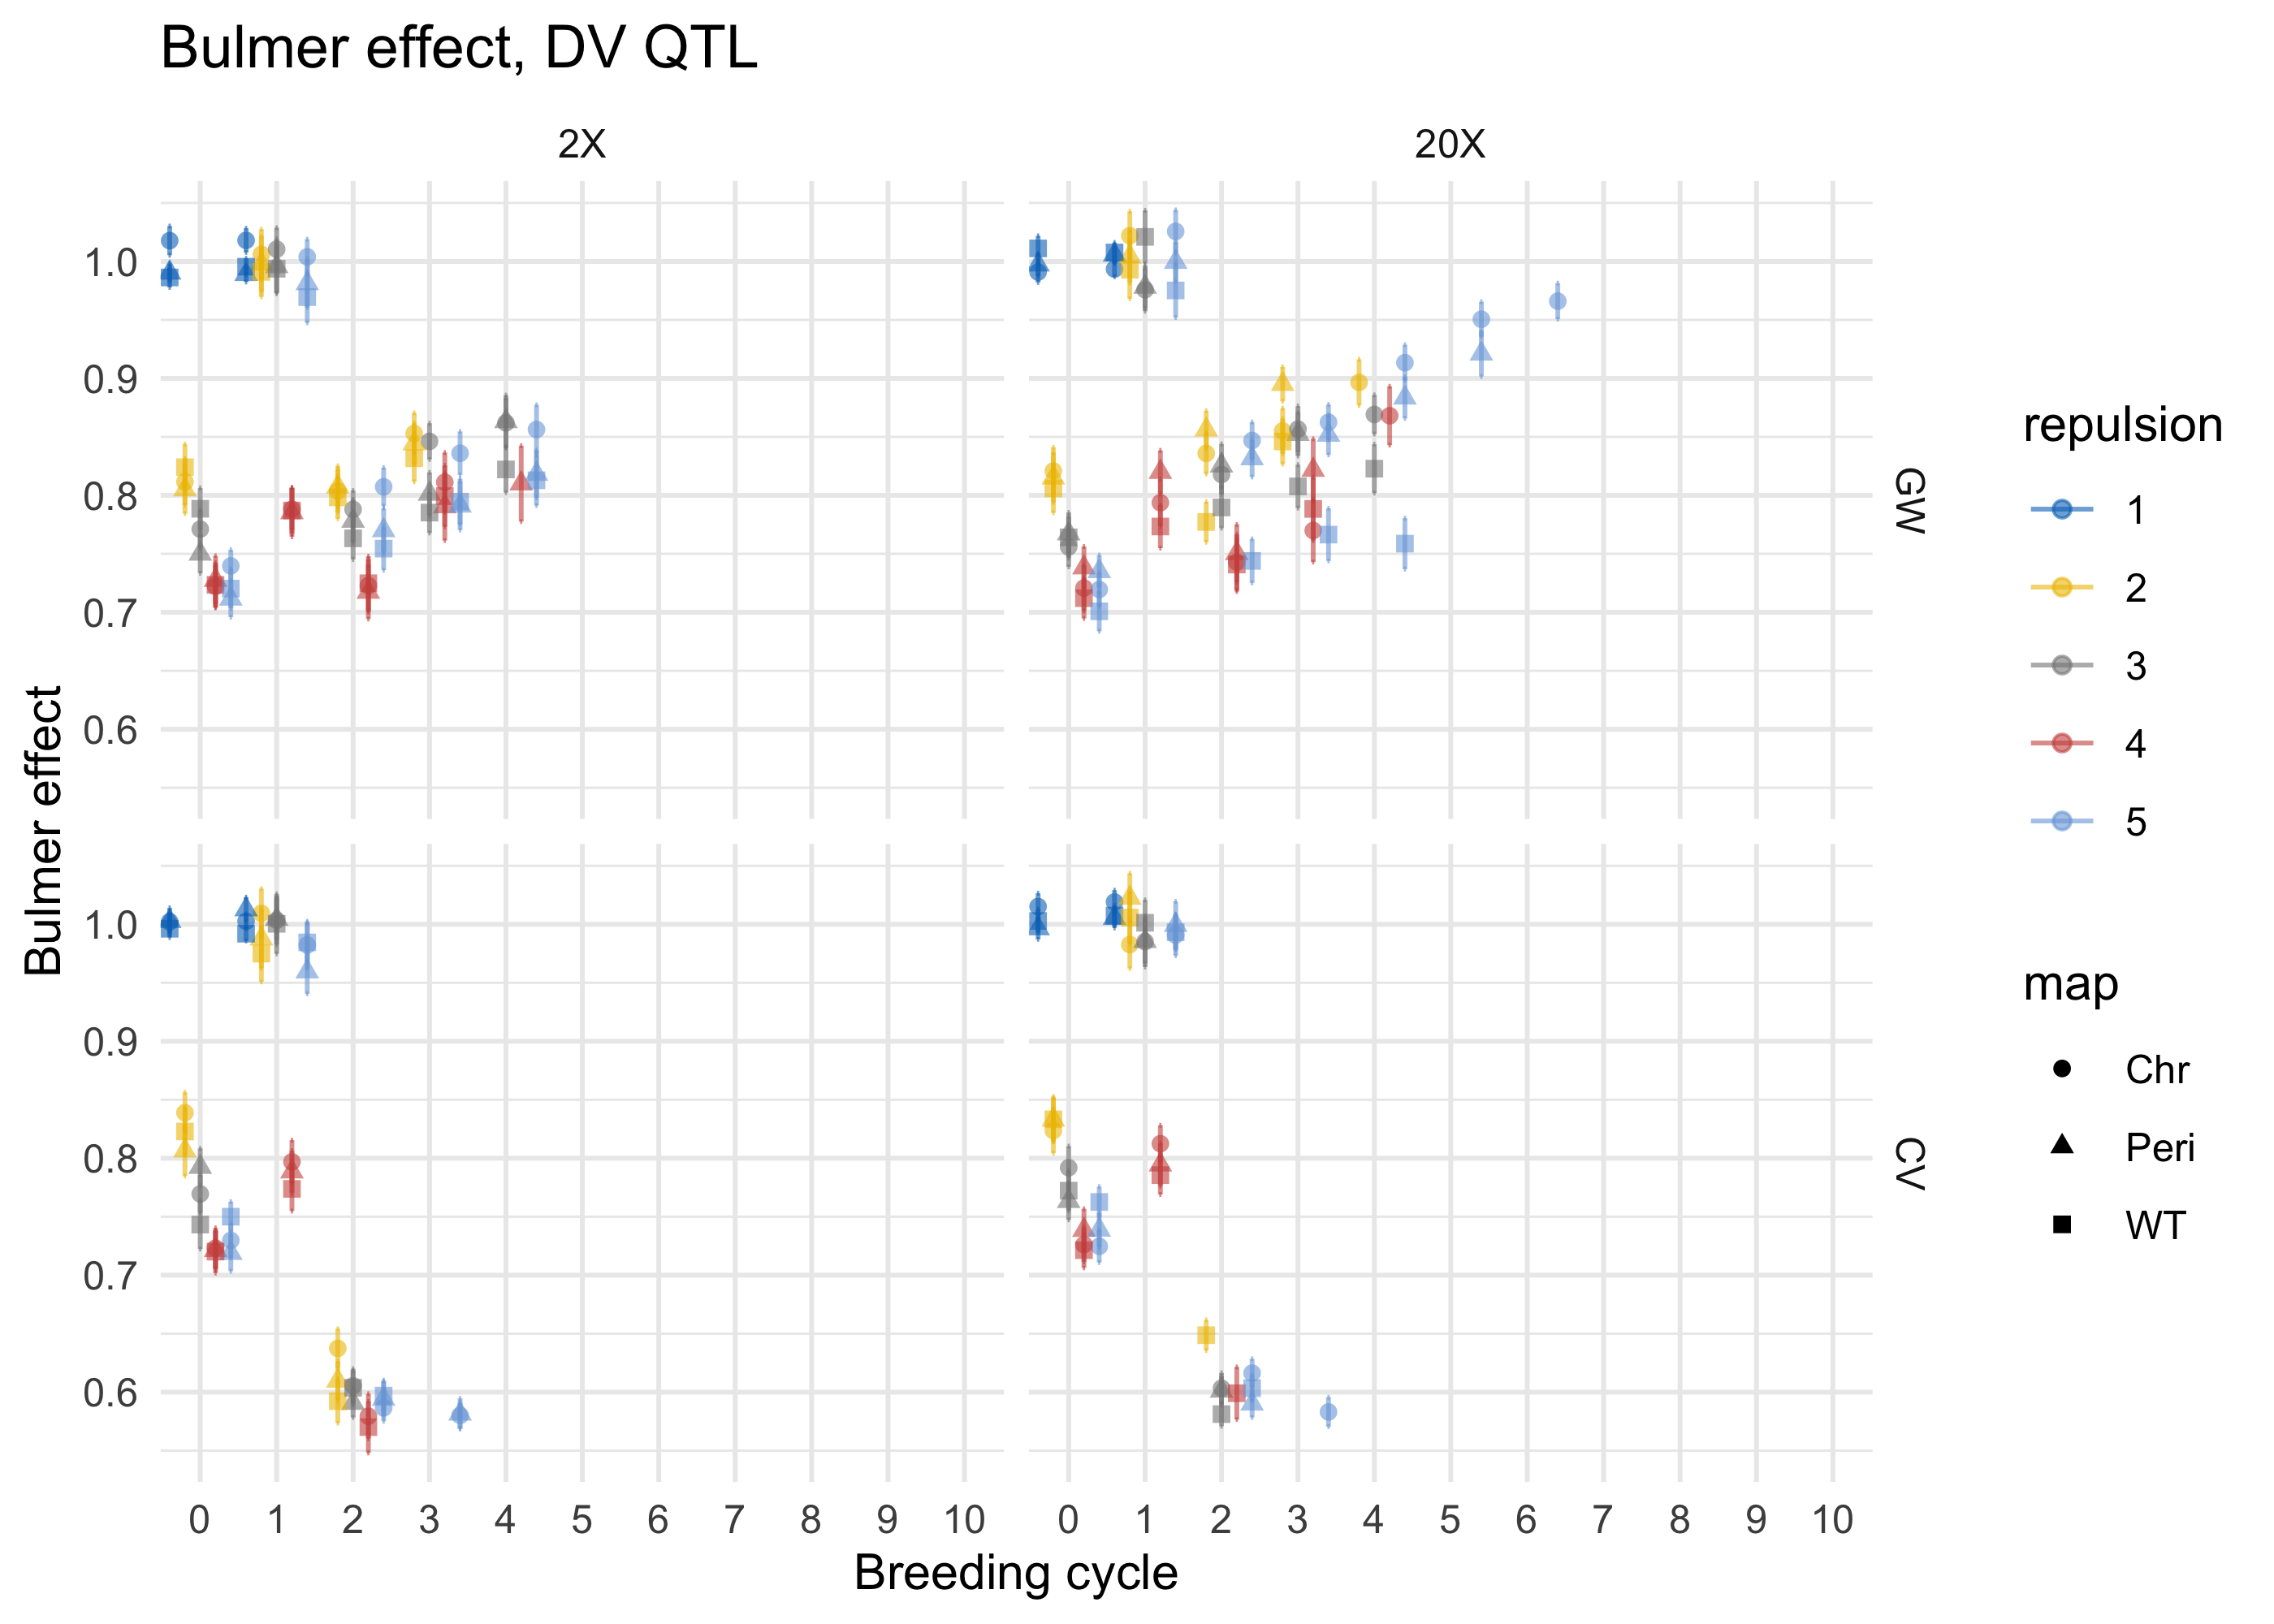 Bulmer effect, DV QTL
2X
20X
1.0
0.9
0.8
0.7
0.6
GW
1.0
0.9
0.8
0.7
0.6
CV
Bulmer effect
0 1 2 3 4 5 6 7 8 9 10
0 1 2 3 4 5 6 7 8 9 10
Breeding cycle
repulsion
1
2
3
4
5
map
Chr
Peri
WT